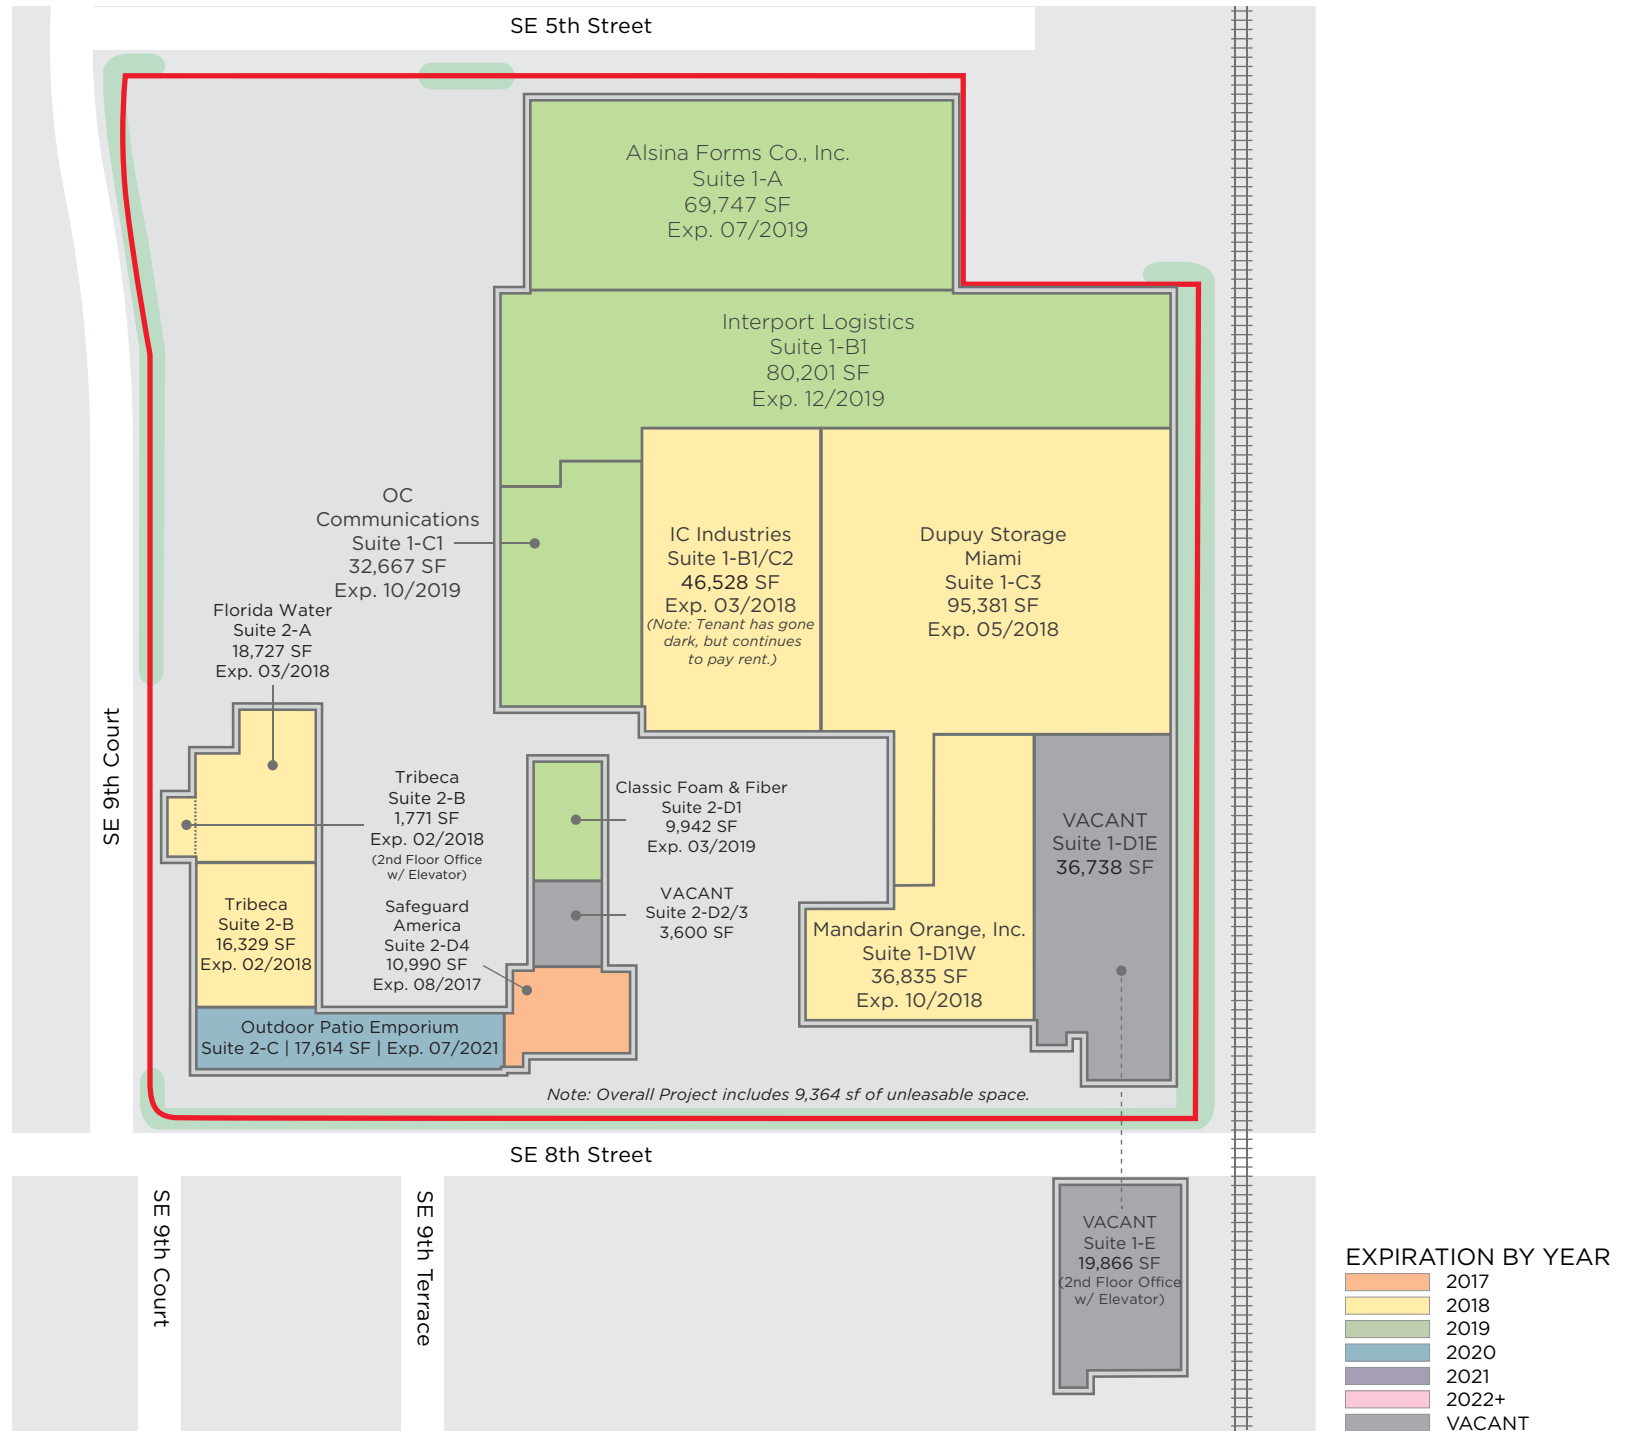 SE 5th Street
Alsina Forms Co., Inc.
Suite 1-A
69,747 SF
Exp. 07/2019
Interport Logistics
Suite 1-B1
80,201 SF
Exp. 12/2019
OC
Communications
Suite 1-C1
32,667 SF
Exp. 10/2019
IC Industries
Suite 1-B1/C2
46,528 SF
Exp. 03/2018
(Note: Tenant has gone
dark, but continues
to pay rent.)
Dupuy Storage
Miami
Suite 1-C3
95,381 SF
Exp. 05/2018
Florida Water
Suite 2-A
18,727 SF
Exp. 03/2018
SE 9th Court
Tribeca
Suite 2-B
1,771 SF
Exp. 02/2018
(2nd Floor Office
w/ Elevator)
Classic Foam & Fiber
Suite 2-D1
9,942 SF
Exp. 03/2019
VACANT
Suite 1-D1E
36,738 SF
Tribeca
Suite 2-B
16,329 SF
Exp. 02/2018
Safeguard
America
Suite 2-D4
10,990 SF
Exp. 08/2017
VACANT
Suite 2-D2/3
3,600 SF
Mandarin Orange, Inc.
Suite 1-D1W
36,835 SF
Exp. 10/2018
Outdoor Patio Emporium
Suite 2-C | 17,614 SF | Exp. 07/2021
Note: Overall Project includes 9,364 sf of unleasable space.
SE 8th Street
SE 9th Court
SE 9th Terrace
VACANT
Suite 1-E
19,866 SF
(2nd Floor Office
w/ Elevator)
EXPIRATION BY YEAR
2017
2018
2019
2020
2021
2022+
VACANT